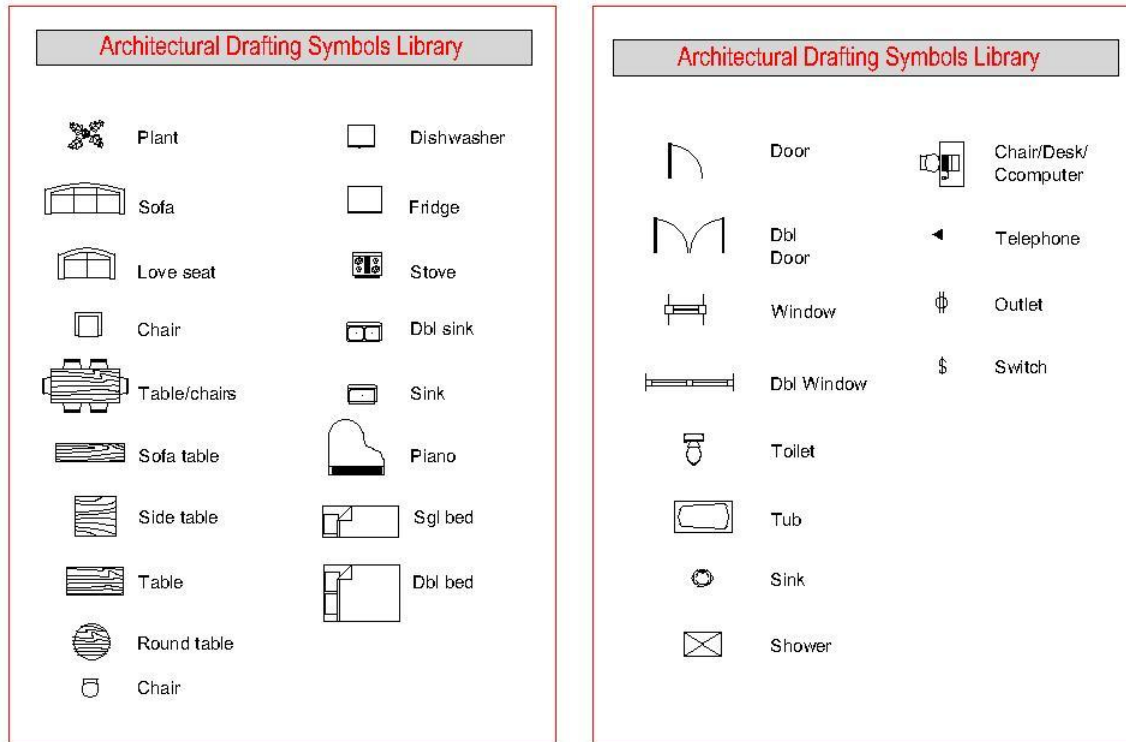 Architectural Drafting Symbols Library
Plant
Sofa
Love seat
Chair
Table/chairs
Sofa table
Side table
Table
Round table
Chair
Dishwasher
Fridge
Stove
Dbl sink
Sink
Piano
Sgl bed
Dbl bed
Architectural Drafting Symbols Library
Door
Dbl
Door
Window
Dbl Window
Toilet
Tub
Sink
Shower
Chair/Desk/
Ccomputer
Telephone
Outlet
$ Switch